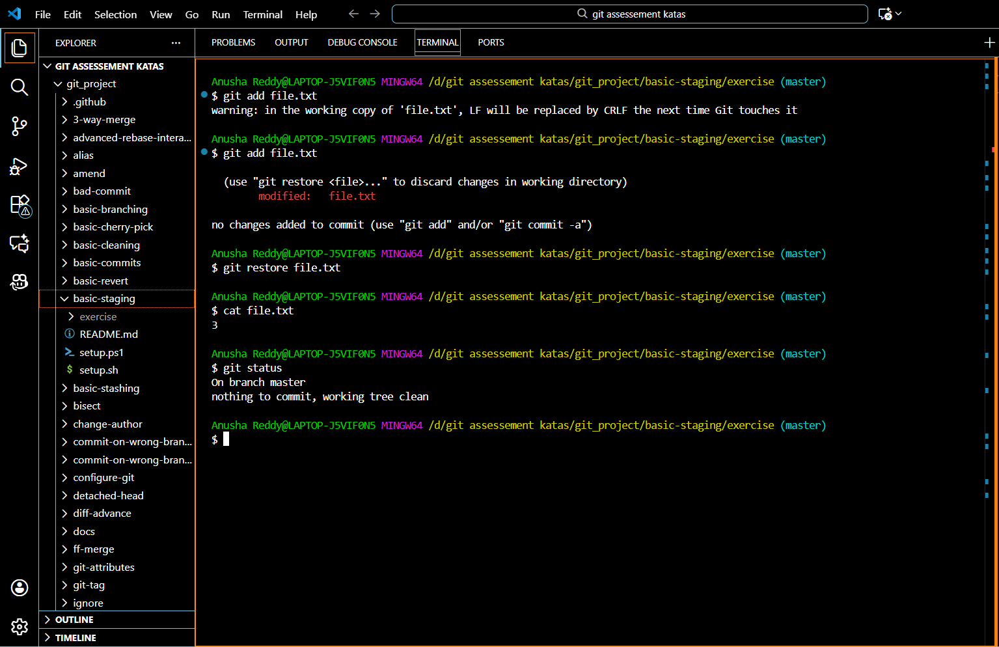 File Edit Selection View Go Run Terminal Help
git assessement katas
EXPLORER
PROBLEMS OUTPUT DEBUG CONSOLE TERMINAL PORTS
GIT ASSESSEMENT KATAS
git_project
.github
3-way-merge
advanced-rebase-intera...
alias
amend
bad-commit
basic-branching
basic-cherry-pick
basic-cleaning
basic-commits
basic-revert
basic-staging
exercise
README.md
setup.ps1
setup.sh
basic-stashing
bisect
change-author
commit-on-wrong-bran...
commit-on-wrong-bran...
configure-git
detached-head
diff-advance
docs
ff-merge
git-attributes
git-tag
ignore
OUTLINE
TIMELINE
Anusha Reddy@LAPTOP-J5VIF0N5 MINGW64 /d/git assessement katas/git_project/basic-staging/exercise (master)
$ git add file.txt
warning: in the working copy of 'file.txt', LF will be replaced by CRLF the next time Git touches it
Anusha Reddy@LAPTOP-J5VIF0N5 MINGW64 /d/git assessement katas/git_project/basic-staging/exercise (master)
$ git add file.txt
(use "git restore <file>..." to discard changes in working directory)
modified: file.txt
no changes added to commit (use "git add" and/or "git commit -a")
Anusha Reddy@LAPTOP-J5VIF0N5 MINGW64 /d/git assessement katas/git_project/basic-staging/exercise (master)
$ git restore file.txt
Anusha Reddy@LAPTOP-J5VIF0N5 MINGW64 /d/git assessement katas/git_project/basic-staging/exercise (master)
$ cat file.txt
3
Anusha Reddy@LAPTOP-J5VIF0N5 MINGW64 /d/git assessement katas/git_project/basic-staging/exercise (master)
$ git status
On branch master
nothing to commit, working tree clean
Anusha Reddy@LAPTOP-J5VIF0N5 MINGW64 /d/git assessement katas/git_project/basic-staging/exercise (master)
$